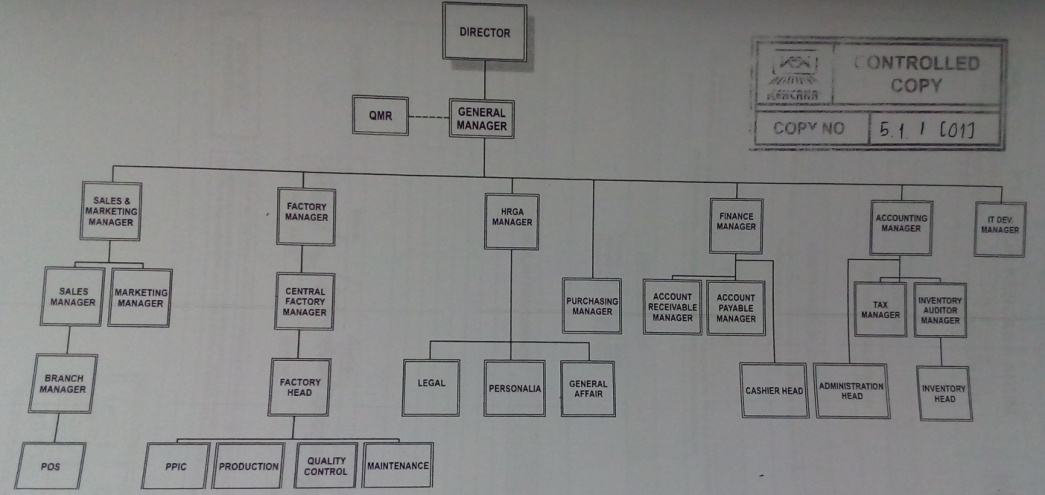 DIRECTOR
CONTROLLED
COPY
COPY NO
5.1 / [01]
QMR
GENERAL
MANAGER
SALES &
MARKETING
MANAGER
FACTORY
MANAGER
HRGA
MANAGER
FINANCE
MANAGER
ACCOUNTING
MANAGER
IT DEV.
MANAGER
SALES
MANAGER
MARKETING
MANAGER
CENTRAL
FACTORY
MANAGER
PURCHASING
MANAGER
ACCOUNT
RECEIVABLE
MANAGER
ACCOUNT
PAYABLE
MANAGER
TAX
MANAGER
INVENTORY
AUDITOR
MANAGER
BRANCH
MANAGER
FACTORY
HEAD
LEGAL
PERSONALIA
GENERAL
AFFAIR
CASHIER HEAD
ADMINISTRATION
HEAD
INVENTORY
HEAD
POS
PPIC
PRODUCTION
QUALITY
CONTROL
MAINTENANCE